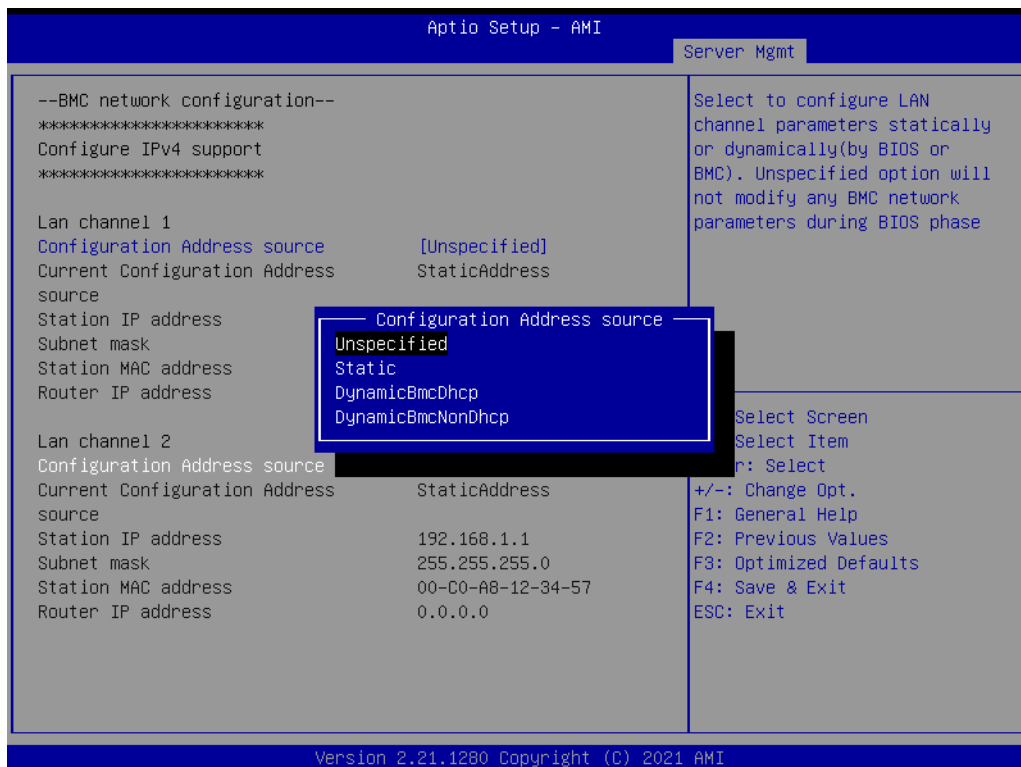 Aptio Setup – AMI
Server Mgmt
--BMC network configuration--
**********************
Configure IPv4 support
**********************
Lan channel 1
Configuration Address source [Unspecified]
Current Configuration Address StaticAddress
source
Station IP address
Subnet mask
Station MAC address
Router IP address
Lan channel 2
Configuration Address source
Current Configuration Address StaticAddress
source
Station IP address 192.168.1.1
Subnet mask 255.255.255.0
Station MAC address 00-C0-A8-12-34-57
Router IP address 0.0.0.0
Configuration Address source
Unspecified
Static
DynamicBmcDhcp
DynamicBmcNonDhcp
Select to configure LAN
channel parameters statically
or dynamically(by BIOS or
BMC). Unspecified option will
not modify any BMC network
parameters during BIOS phase
Select Screen
Select Item
r: Select
+/-: Change Opt.
F1: General Help
F2: Previous Values
F3: Optimized Defaults
F4: Save & Exit
ESC: Exit
Version 2.21.1280 Copyright (C) 2021 AMI